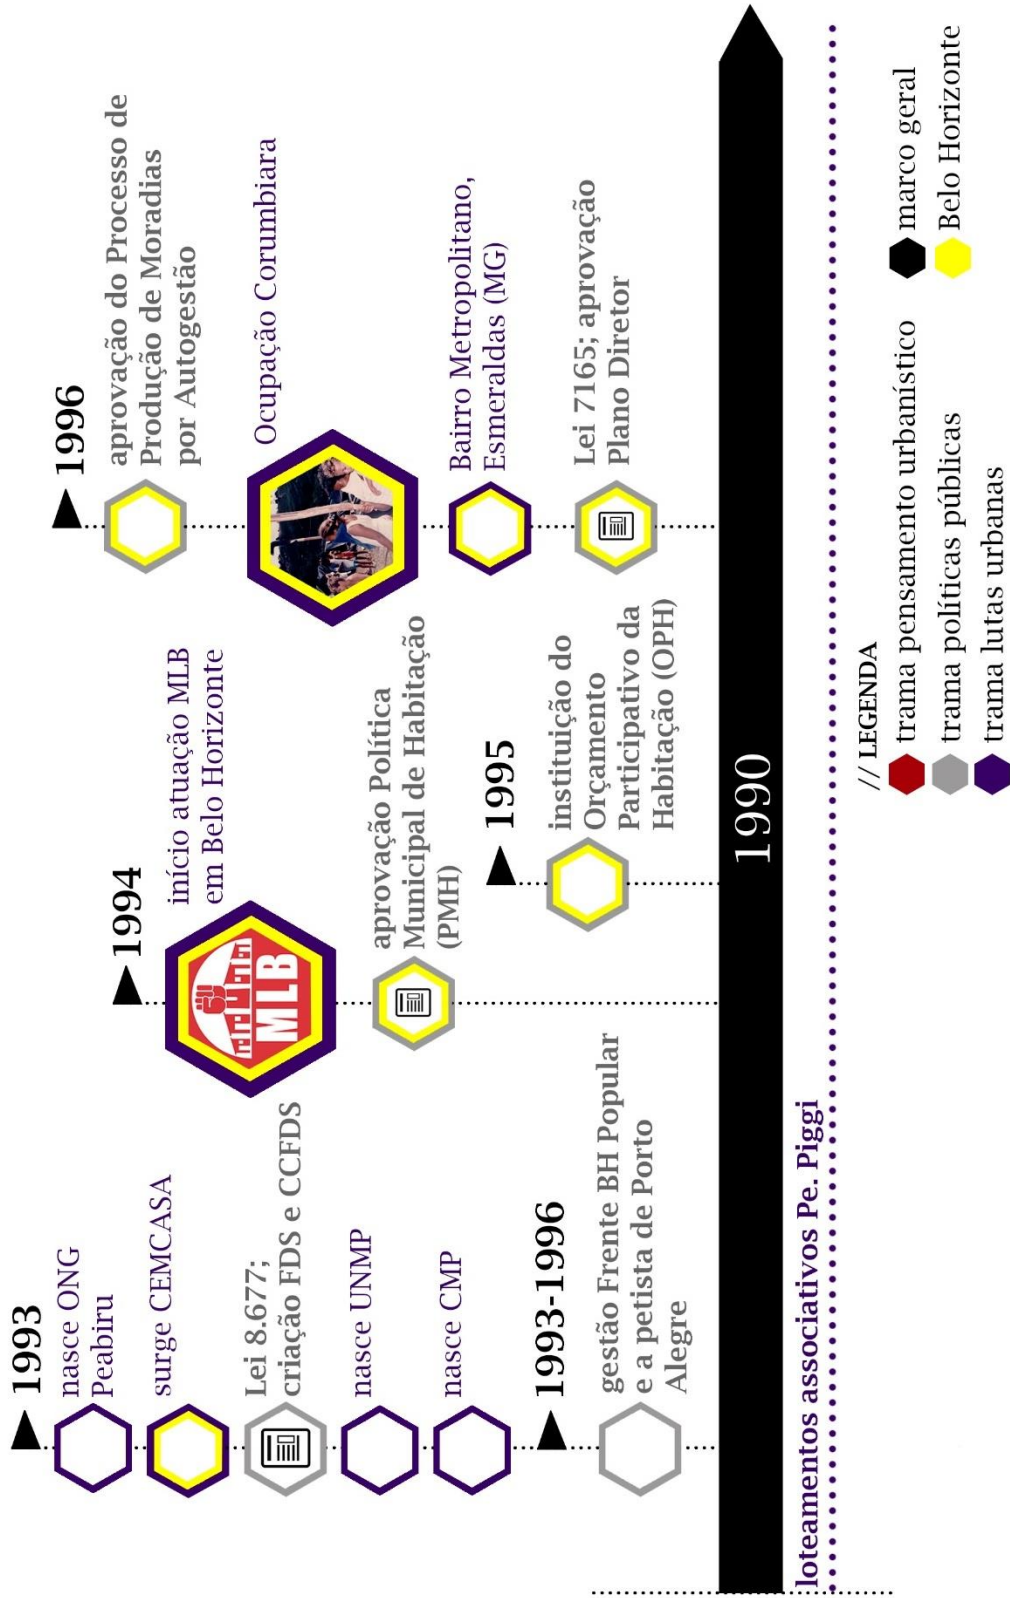 1993
nasce ONG
Peabiru
surge CEMCASA
Lei 8.677;
criação FDS e CCFDS
nasce UNMP
nasce CMP
1993-1996
gestão Frente BH Popular
e a petista de Porto
Alegre
1994
início atuação MLB
em Belo Horizonte
MLB
aprovação Política
Municipal de Habitação
(PMH)
1995
instituição do
Orçamento
Participativo da
Habitação (OPH)
1996
aprovação do Processo de
Produção de Moradias
por Autogestão
Ocupação Corumbiara
Bairro Metropolitano,
Esmeraldas (MG)
Lei 7165; aprovação
Plano Diretor
1990
loteamentos associativos Pe. Piggi
// LEGENDA
trama pensamento urbanístico
trama políticas públicas
trama lutas urbanas
marco geral
Belo Horizonte